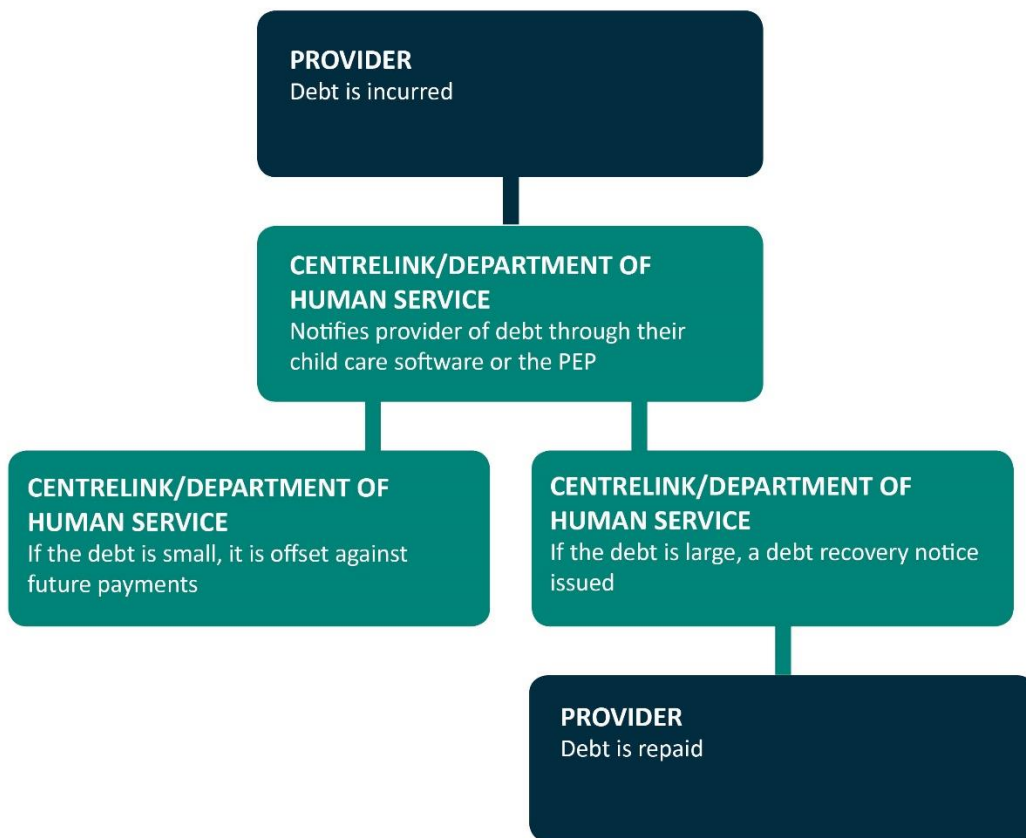 PROVIDER
Debt is incurred
CENTRELINK/DEPARTMENT OF
HUMAN SERVICE
Notifies provider of debt through their
child care software or the PEP
CENTRELINK/DEPARTMENT OF
HUMAN SERVICE
If the debt is small, it is offset against
future payments
CENTRELINK/DEPARTMENT OF
HUMAN SERVICE
If the debt is large, a debt recovery notice
issued
PROVIDER
Debt is repaid